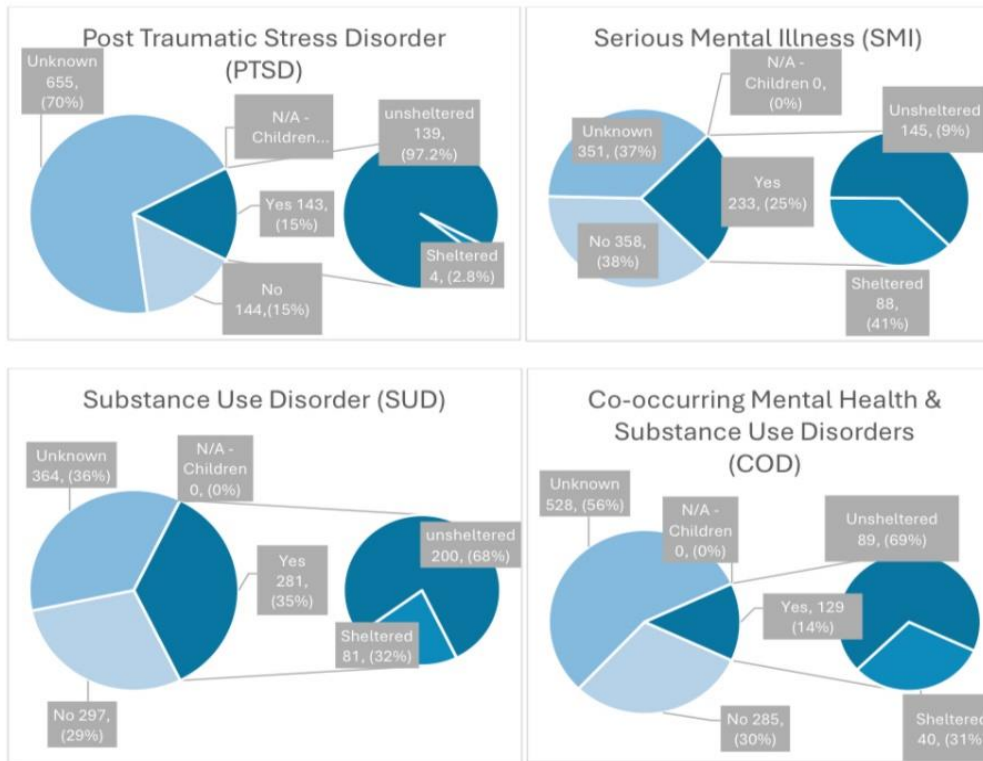 Post Traumatic Stress Disorder
(PTSD)
Unknown
655,
(70%)
N/A -
Children...
unsheltered
139,
(97.2%)
Yes 143,
(15%)
Sheltered
4, (2.8%)
No
144,(15%)
Serious Mental Illness (SMI)
N/A -
Children 0,
(0%)
Unsheltered
145, (9%)
Unknown
351, (37%)
Yes
233, (25%)
No 358,
(38%)
Sheltered
88,
(41%)
Substance Use Disorder (SUD)
Unknown
364, (36%)
N/A -
Children
0, (0%)
unsheltered
200, (68%)
Yes
281,
(35%)
Sheltered
81, (32%)
No 297,
(29%)
Co-occurring Mental Health &
Substance Use Disorders
(COD)
Unknown
528, (56%)
N/A -
Children
0, (0%)
Unsheltered
89, (69%)
Yes, 129
(14%)
No 285,
(30%)
Sheltered
40, (31%)